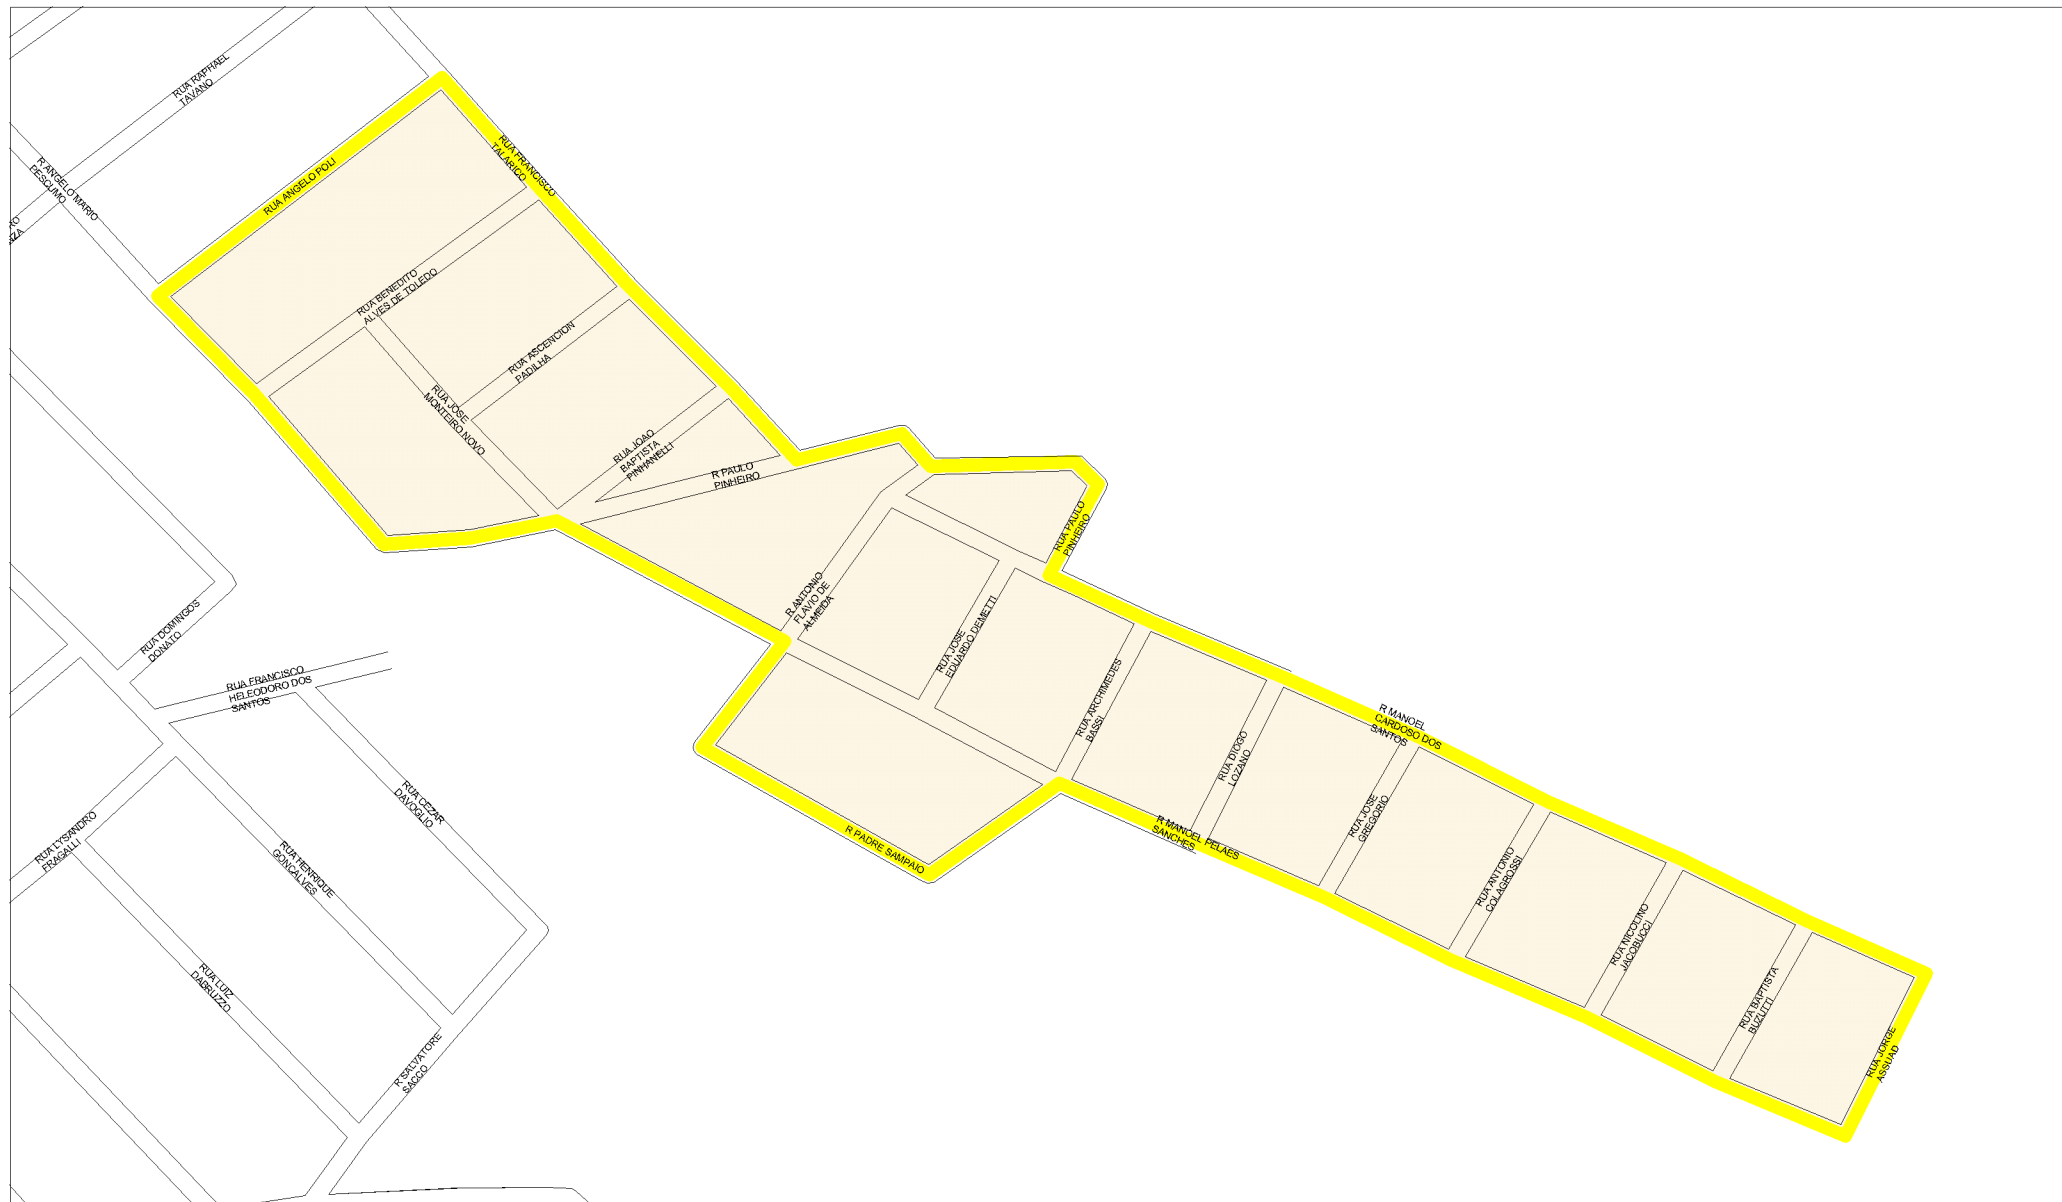 RUA RAPHAEL
TAVANO
R ANGELO MARIO
PESCUMO
RUA ANGELO POLI
RUA FRANCISCO
TALARICO
RUA BENEDITO
ALVES DE TOLEDO
RUA ASCENCION
PADILHA
RUA JOSE
MONTEIRO NOVO
RUA JOAO
BAPTISTA
PINHANELLI
R PAULO
PINHEIRO
RUA PAULO
PINHEIRO
R ANTONIO
FLAVIO DE
ALMEIDA
RUA JOSE
EDUARDO DEMETTI
RUA DOMINGOS
DONATO
RUA FRANCISCO
HELEODORO DOS
SANTOS
RUA ARCHIMEDES
BASSI
RUA DIOGO
LOZANO
R MANOEL
CARDOSO DOS
SANTOS
RUA JOSE
GREGORIO
RUA CEZAR
DAVOGLIO
RUA LYSANDRO
FRAGALLI
RUA HENRIQUE
GONCALVES
R PADRE SAMPAIO
R MANOEL PELAES
SANCHES
RUA ANTONIO
COLAGROSSI
RUA NICOLINO
JACOBUCCI
RUA BAPTISTA
BUZUTTI
RUA LUIZ
DABRUZZO
R SALVATORE
SACCO
RUA JORGE
ASSUAD